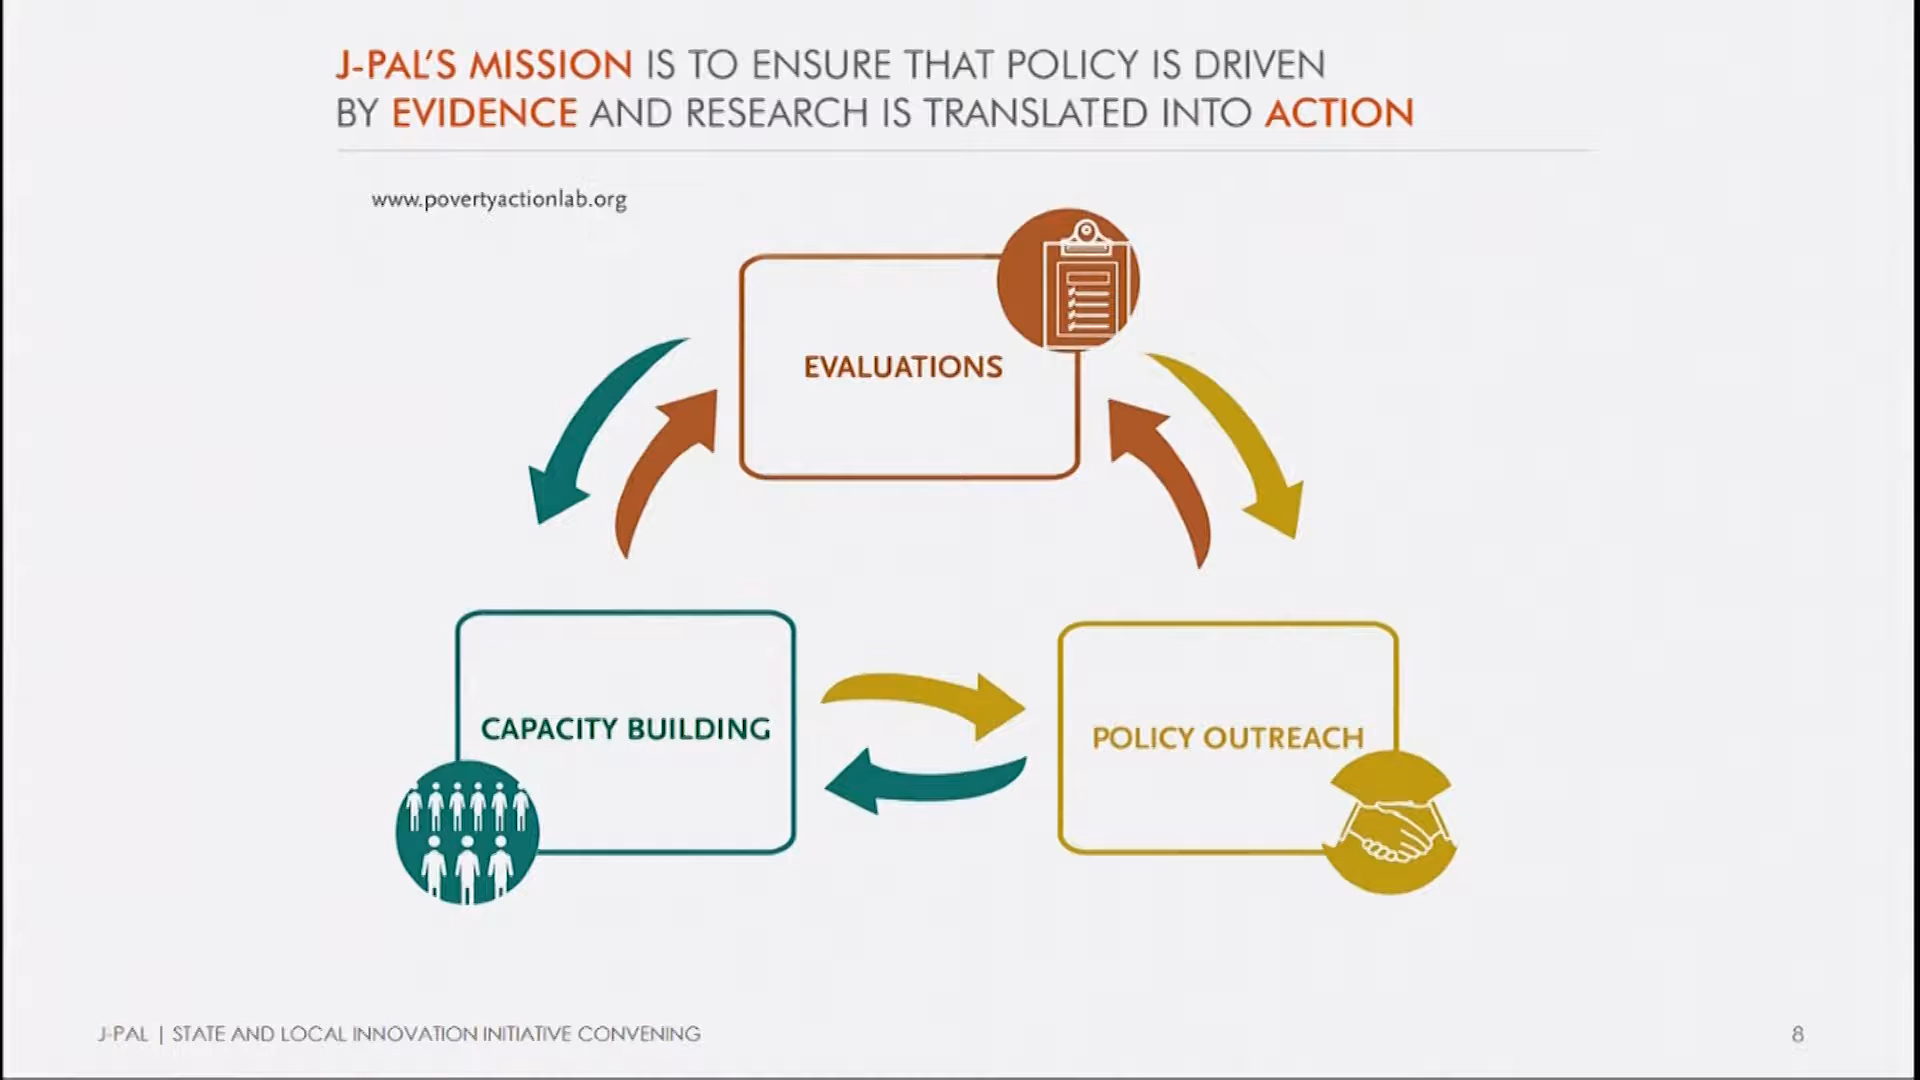 J-PAL'S MISSION IS TO ENSURE THAT POLICY IS DRIVEN
BY EVIDENCE AND RESEARCH IS TRANSLATED INTO ACTION
www.povertyactionlab.org
EVALUATIONS
CAPACITY BUILDING
POLICY OUTREACH
J-PAL | STATE AND LOCAL INNOVATION INITIATIVE CONVENING
8